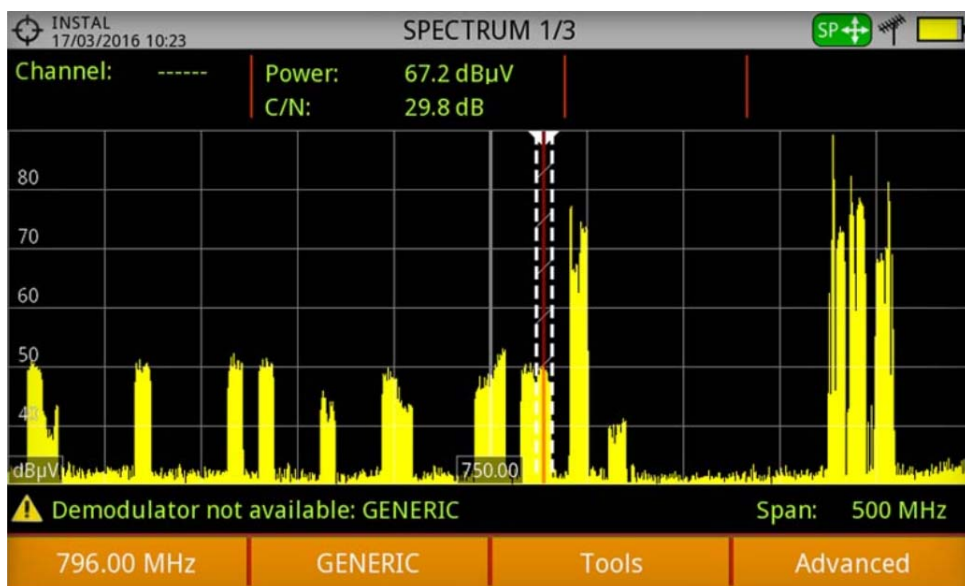 INSTAL
17/03/2016 10:23
SPECTRUM 1/3
SP
Channel: ------
Power: 67.2 dBµV
C/N: 29.8 dB
80
70
60
50
40
dBµV
750.00
Demodulator not available: GENERIC
Span: 500 MHz
796.00 MHz
GENERIC
Tools
Advanced